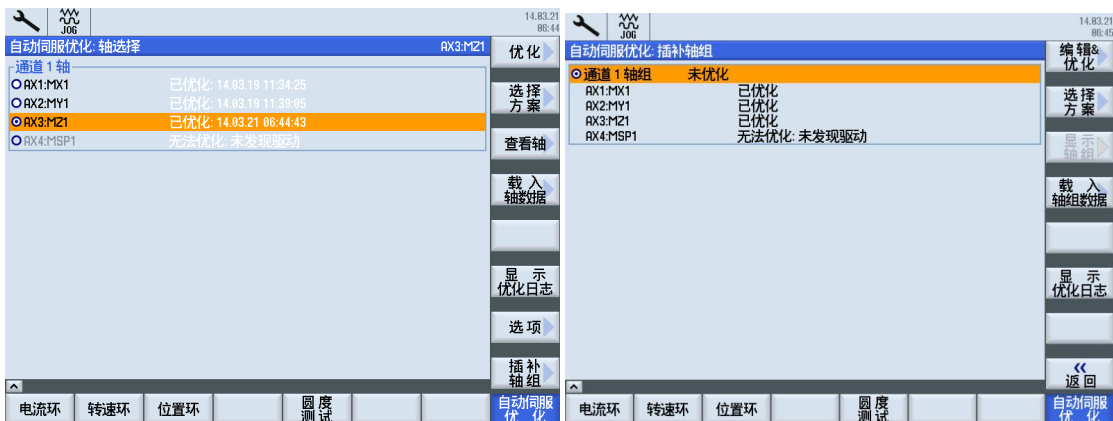 JOG
14.03.21
06:44
自动伺服优化: 轴选择
AX3:MZ1
通道 1 轴
AX1:MX1 已优化: 14.03.19 11:34:25
AX2:MY1 已优化: 14.03.19 11:39:05
AX3:MZ1 已优化: 14.03.21 06:44:43
AX4:MSP1 无法优化: 未发现驱动
优化
选择
方案
查看轴
载入
轴数据
显示
优化日志
选项
插补
轴组
电流环
转速环
位置环
圆度
测试
自动伺服
优化
JOG
14.03.21
06:45
自动伺服优化: 插补轴组
通道 1 轴组 未优化
AX1:MX1 已优化
AX2:MY1 已优化
AX3:MZ1 已优化
AX4:MSP1 无法优化: 未发现驱动
编辑&
优化
选择
方案
显示
轴组
载入
轴组数据
显示
优化日志
«
返回
电流环
转速环
位置环
圆度
测试
自动伺服
优化